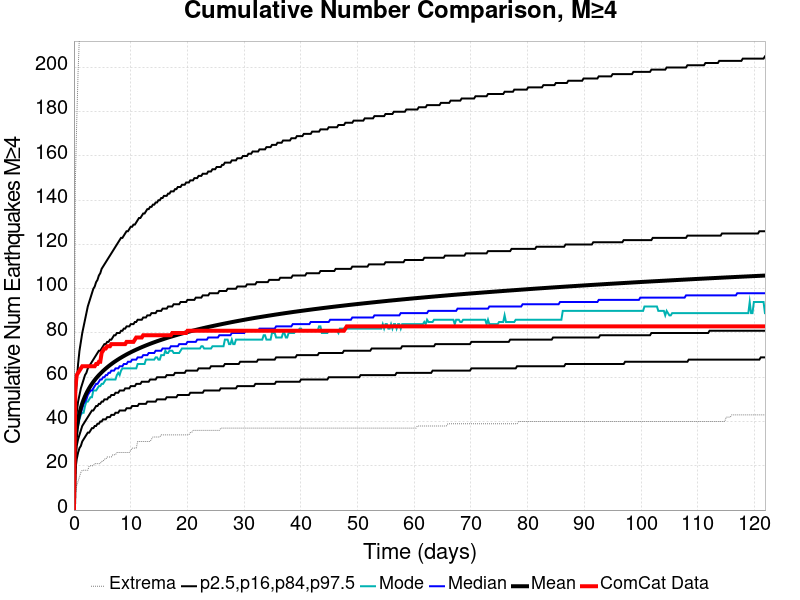 Cumulative Number Comparison, M≥4
Cumulative Num Earthquakes M≥4
200
180
160
140
120
100
80
60
40
20
0
0 10 20 30 40 50 60 70 80 90 100 110 120
Time (days)
Extrema p2.5,p16,p84,p97.5 Mode Median Mean ComCat Data